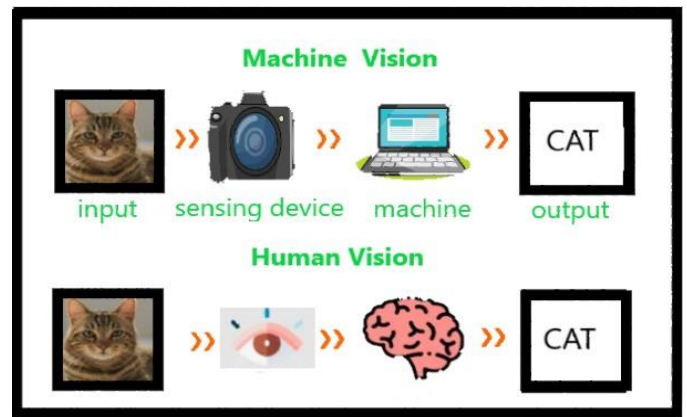 Machine Vision
CAT
input sensing device machine output
Human Vision
CAT